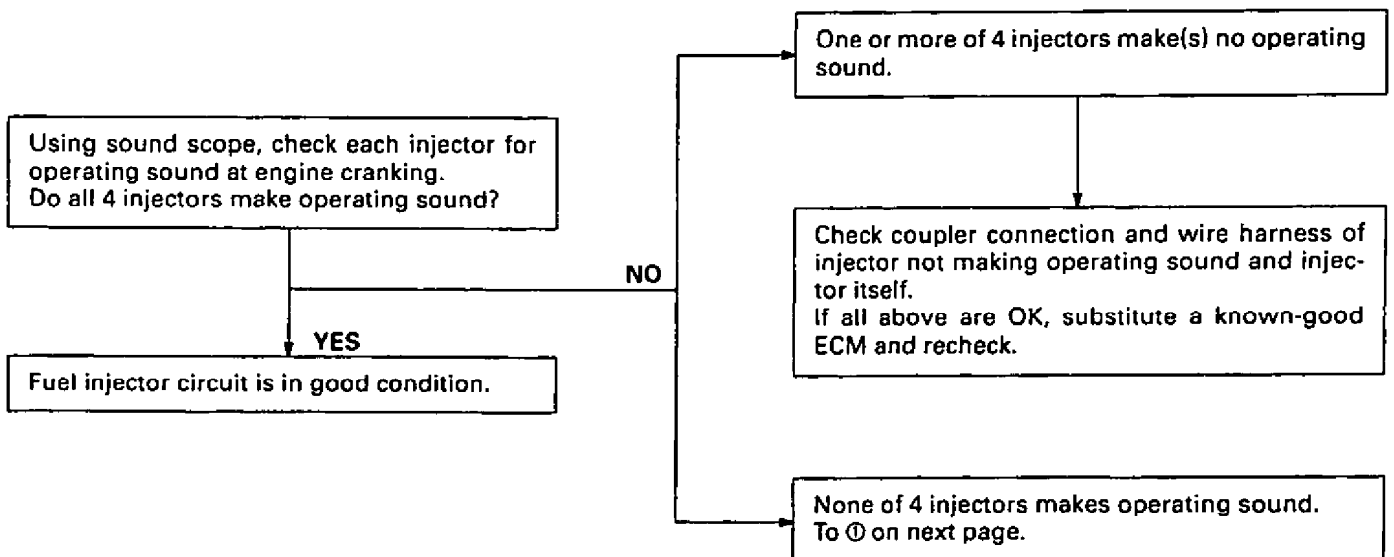 Using sound scope, check each injector for
operating sound at engine cranking.
Do all 4 injectors make operating sound?
NO
YES
Fuel injector circuit is in good condition.
One or more of 4 injectors make(s) no operating
sound.
Check coupler connection and wire harness of
injector not making operating sound and injec-
tor itself.
If all above are OK, substitute a known-good
ECM and recheck.
None of 4 injectors makes operating sound.
To ① on next page.